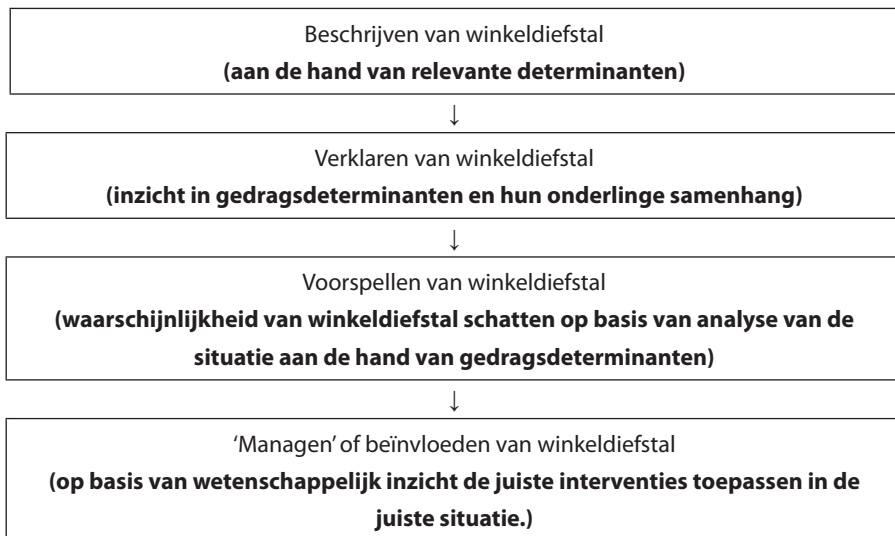 Beschrijven van winkeldiefstal
(aan de hand van relevante determinanten)
↓
Verklaren van winkeldiefstal
(inzicht in gedragsdeterminanten en hun onderlinge samenhang)
↓
Voorspellen van winkeldiefstal
(waarschijnlijkheid van winkeldiefstal schatten op basis van analyse van de
situatie aan de hand van gedragsdeterminanten)
↓
‘Managen’ of beïnvloeden van winkeldiefstal
(op basis van wetenschappelijk inzicht de juiste interventies toepassen in de
juiste situatie.)